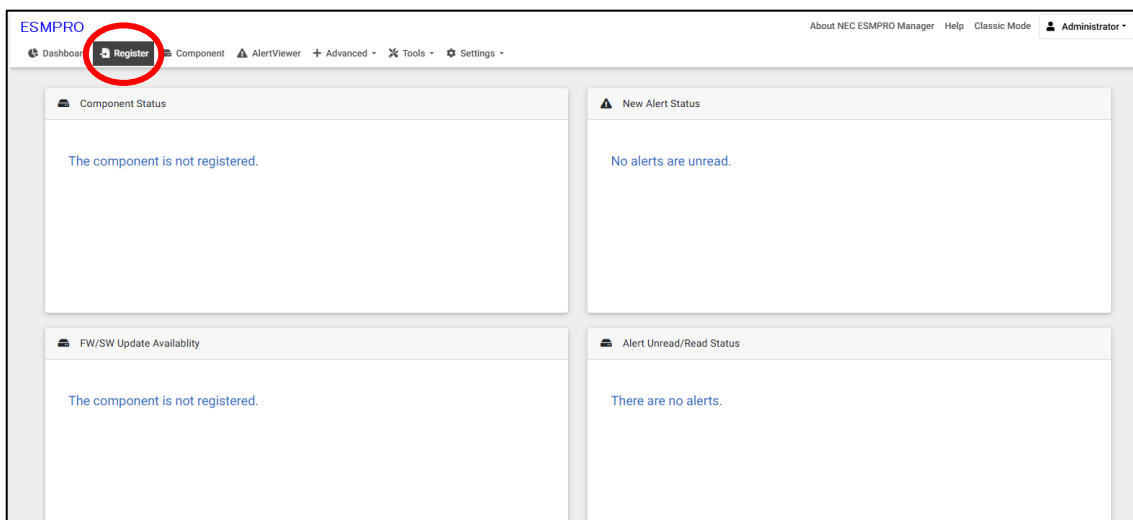 ESMPRO
About NEC ESMPRO Manager Help Classic Mode Administrator
Dashboar Register Component AlertViewer Advanced Tools Settings
Component Status
New Alert Status
The component is not registered.
No alerts are unread.
FW/SW Update Availablity
Alert Unread/Read Status
The component is not registered.
There are no alerts.